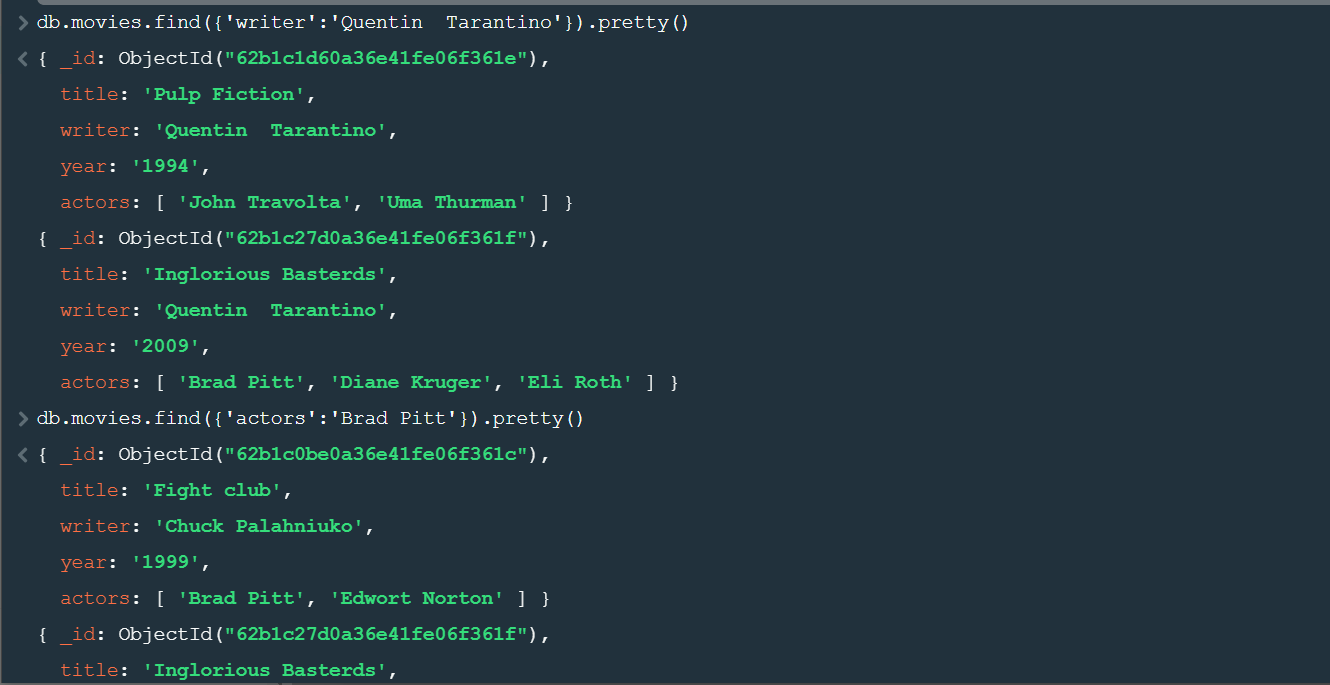 db.movies.find({'writer':'Quentin  Tarantino'}).pretty()
{ _id: ObjectId("62b1c1d60a36e41fe06f361e"),
title: 'Pulp Fiction',
writer: 'Quentin  Tarantino',
year: '1994',
actors: [ 'John Travolta', 'Uma Thurman' ] }
{ _id: ObjectId("62b1c27d0a36e41fe06f361f"),
title: 'Inglorious Basterds',
writer: 'Quentin  Tarantino',
year: '2009',
actors: [ 'Brad Pitt', 'Diane Kruger', 'Eli Roth' ] }
db.movies.find({'actors':'Brad Pitt'}).pretty()
{ _id: ObjectId("62b1c0be0a36e41fe06f361c"),
title: 'Fight club',
writer: 'Chuck Palahniuko',
year: '1999',
actors: [ 'Brad Pitt', 'Edwort Norton' ] }
{ _id: ObjectId("62b1c27d0a36e41fe06f361f"),
title: 'Inglorious Basterds',